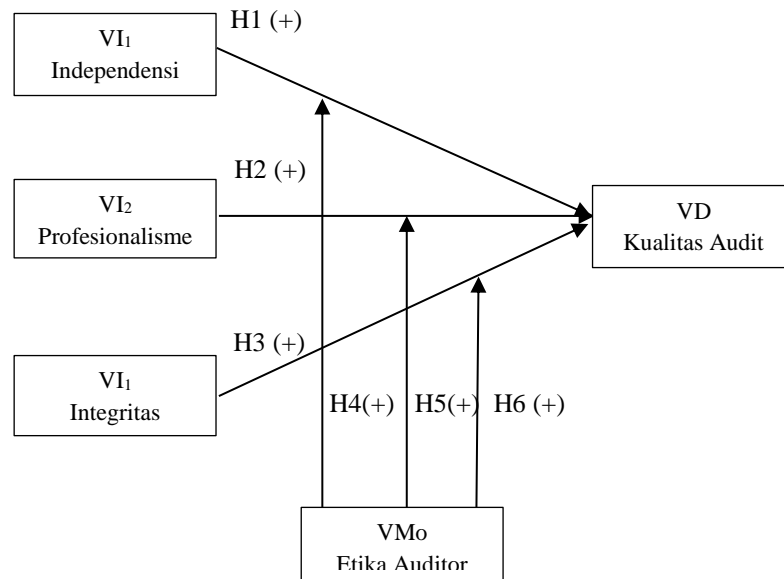 H1 (+)
VI₁
Independensi
H2 (+)
VI₂
Profesionalisme
VD
Kualitas Audit
H3 (+)
VI₁
Integritas
H4(+)
H5(+)
H6 (+)
VMo
Etika Auditor